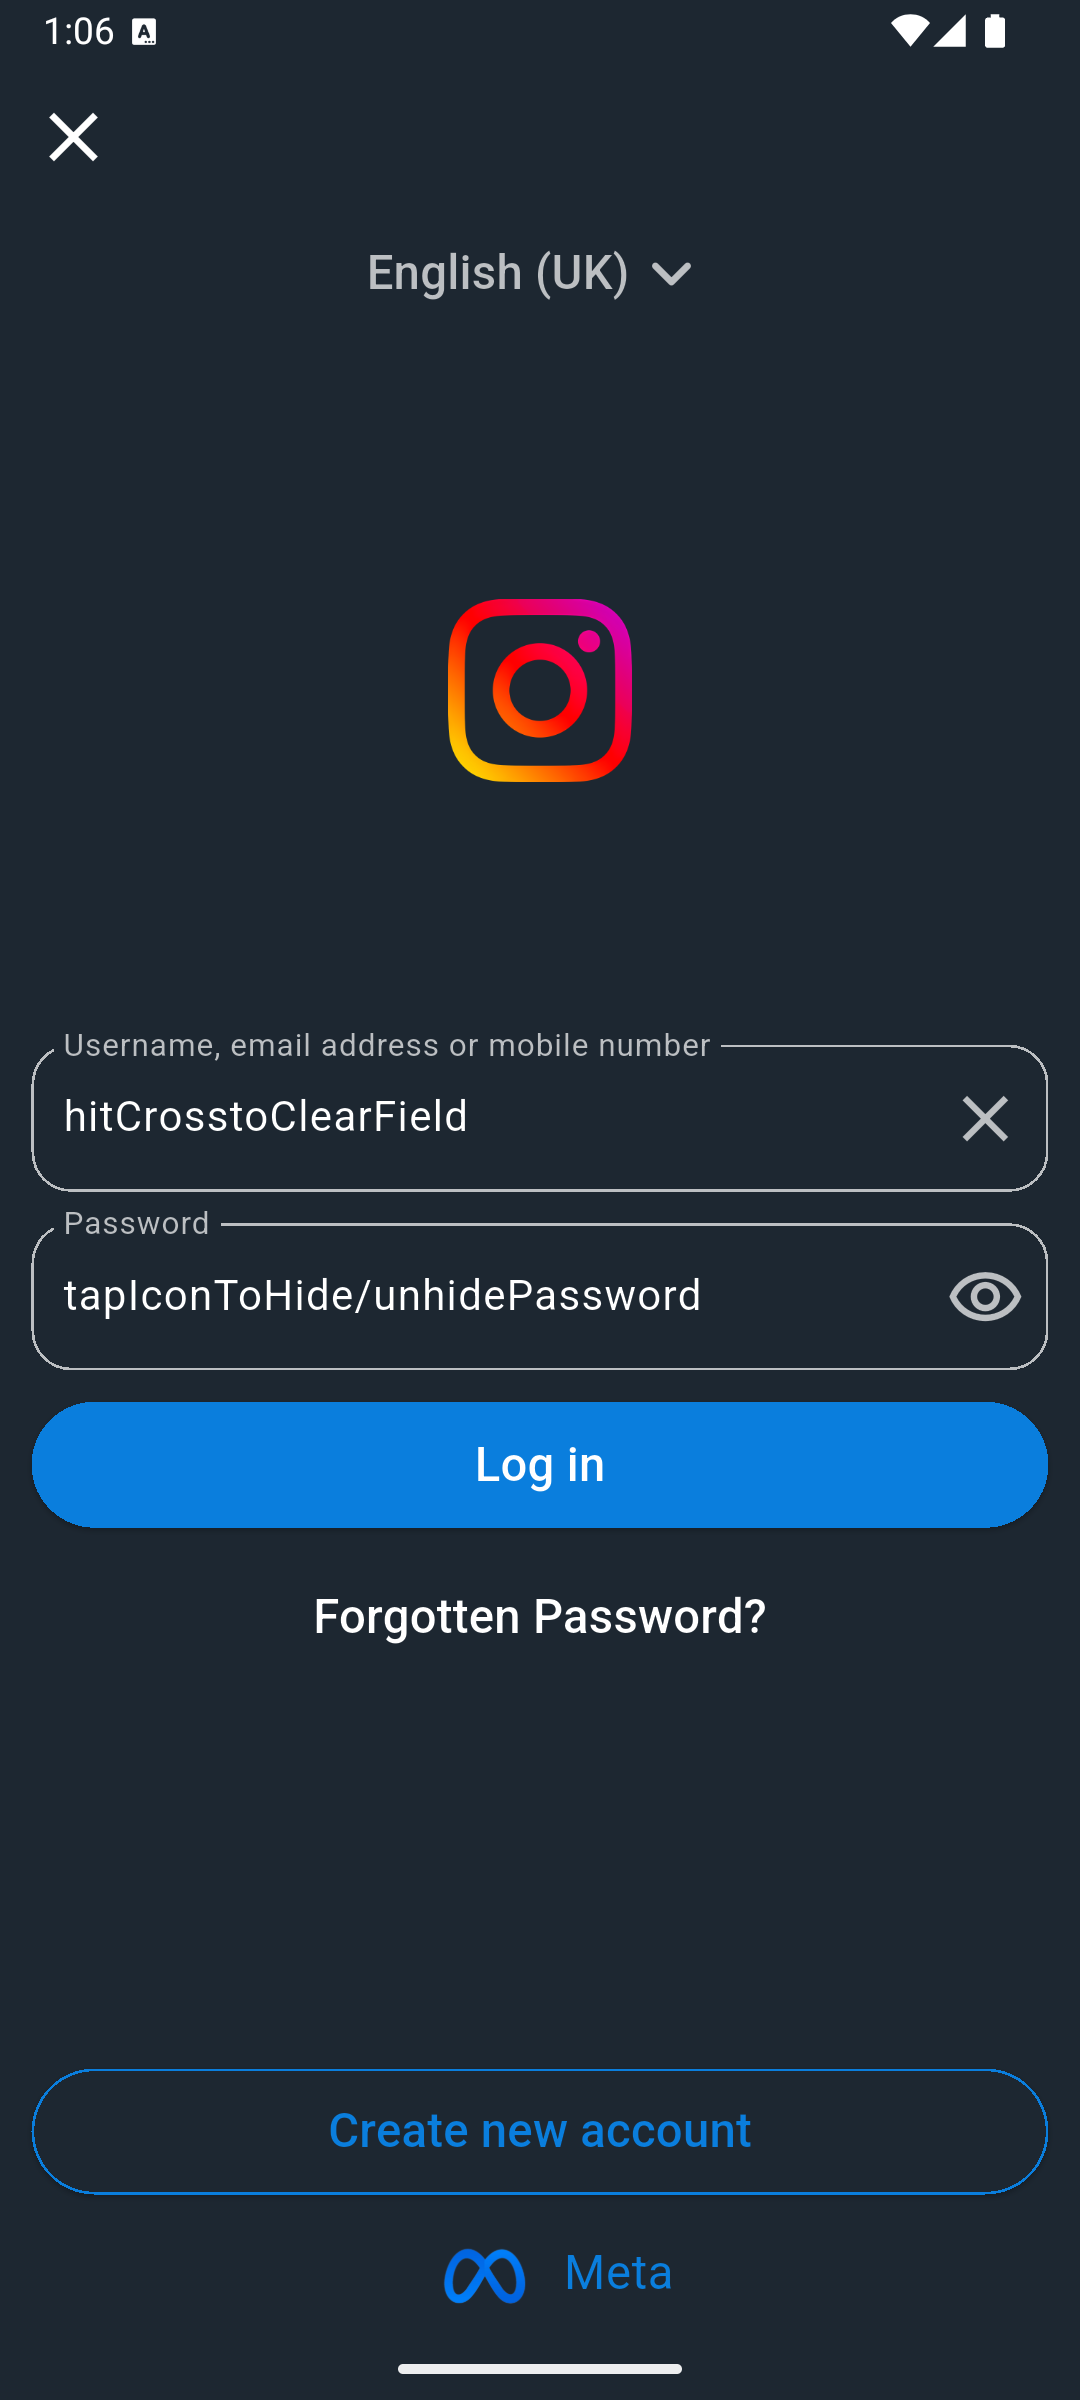 1:06
English (UK)
Username, email address or mobile number
hitCrosstoClearField
Password
tapIconToHide/unhidePassword
Log in
Forgotten Password?
Create new account
Meta